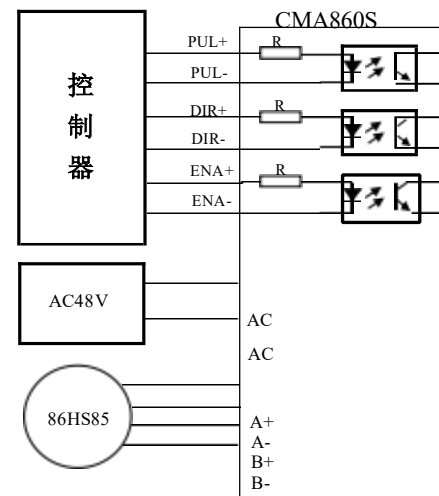 CMA860S
控
制
器
PUL+
R
PUL-
DIR+
R
DIR-
ENA+
R
ENA-
AC48V
AC
AC
86HS85
A+
A-
B+
B-